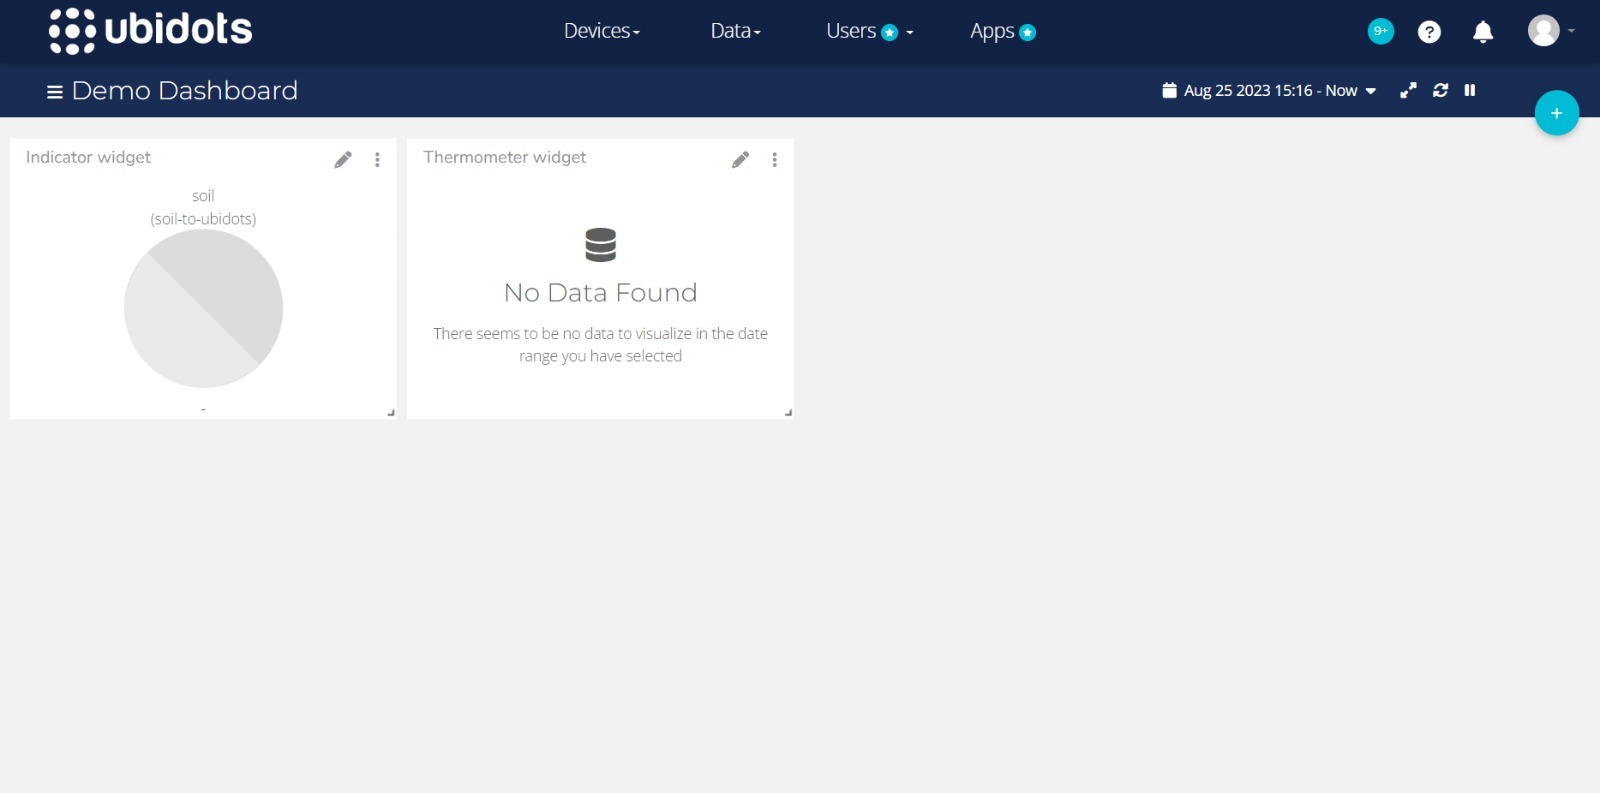 ubidots
Devices
Data
Users
Apps
9+
?
Demo Dashboard
Aug 25 2023 15:16 - Now
+
Indicator widget
soil
(soil-to-ubidots)
-
Thermometer widget
No Data Found
There seems to be no data to visualize in the date
range you have selected